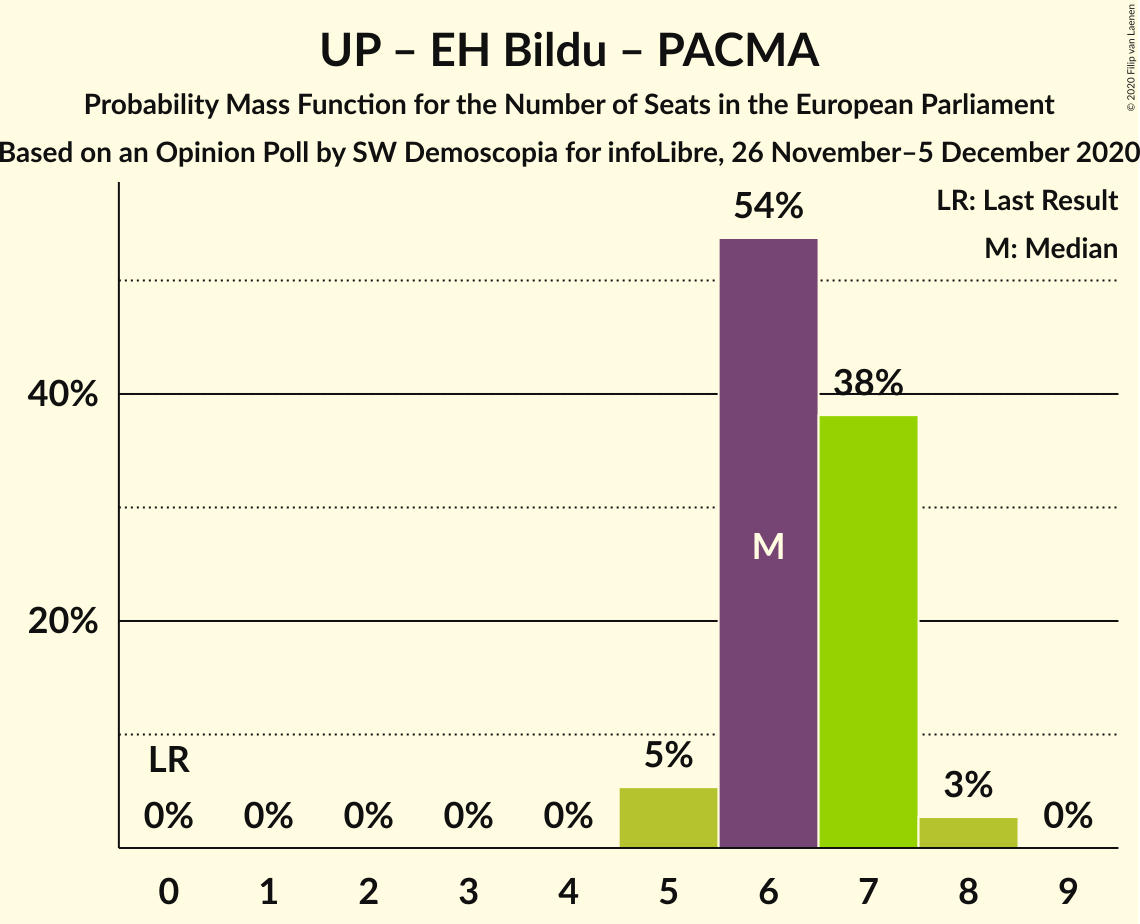 UP – EH Bildu – PACMA
Probability Mass Function for the Number of Seats in the European Parliament
Based on an Opinion Poll by SW Demoscopia for infoLibre, 26 November–5 December 2020
© 2020 Filip van Laenen
LR: Last Result
M: Median
54%
38%
40%
M
20%
LR
5%
3%
0% 0% 0% 0% 0% 0%
0 1 2 3 4 5 6 7 8 9